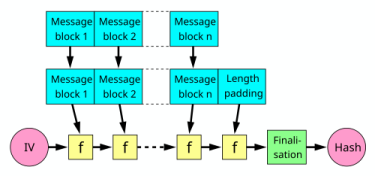 Message Message Message
block 1 block 2 block n
Message Message Message Length
block 1 block 2 block n padding
IV f f f f Finali-
sation Hash